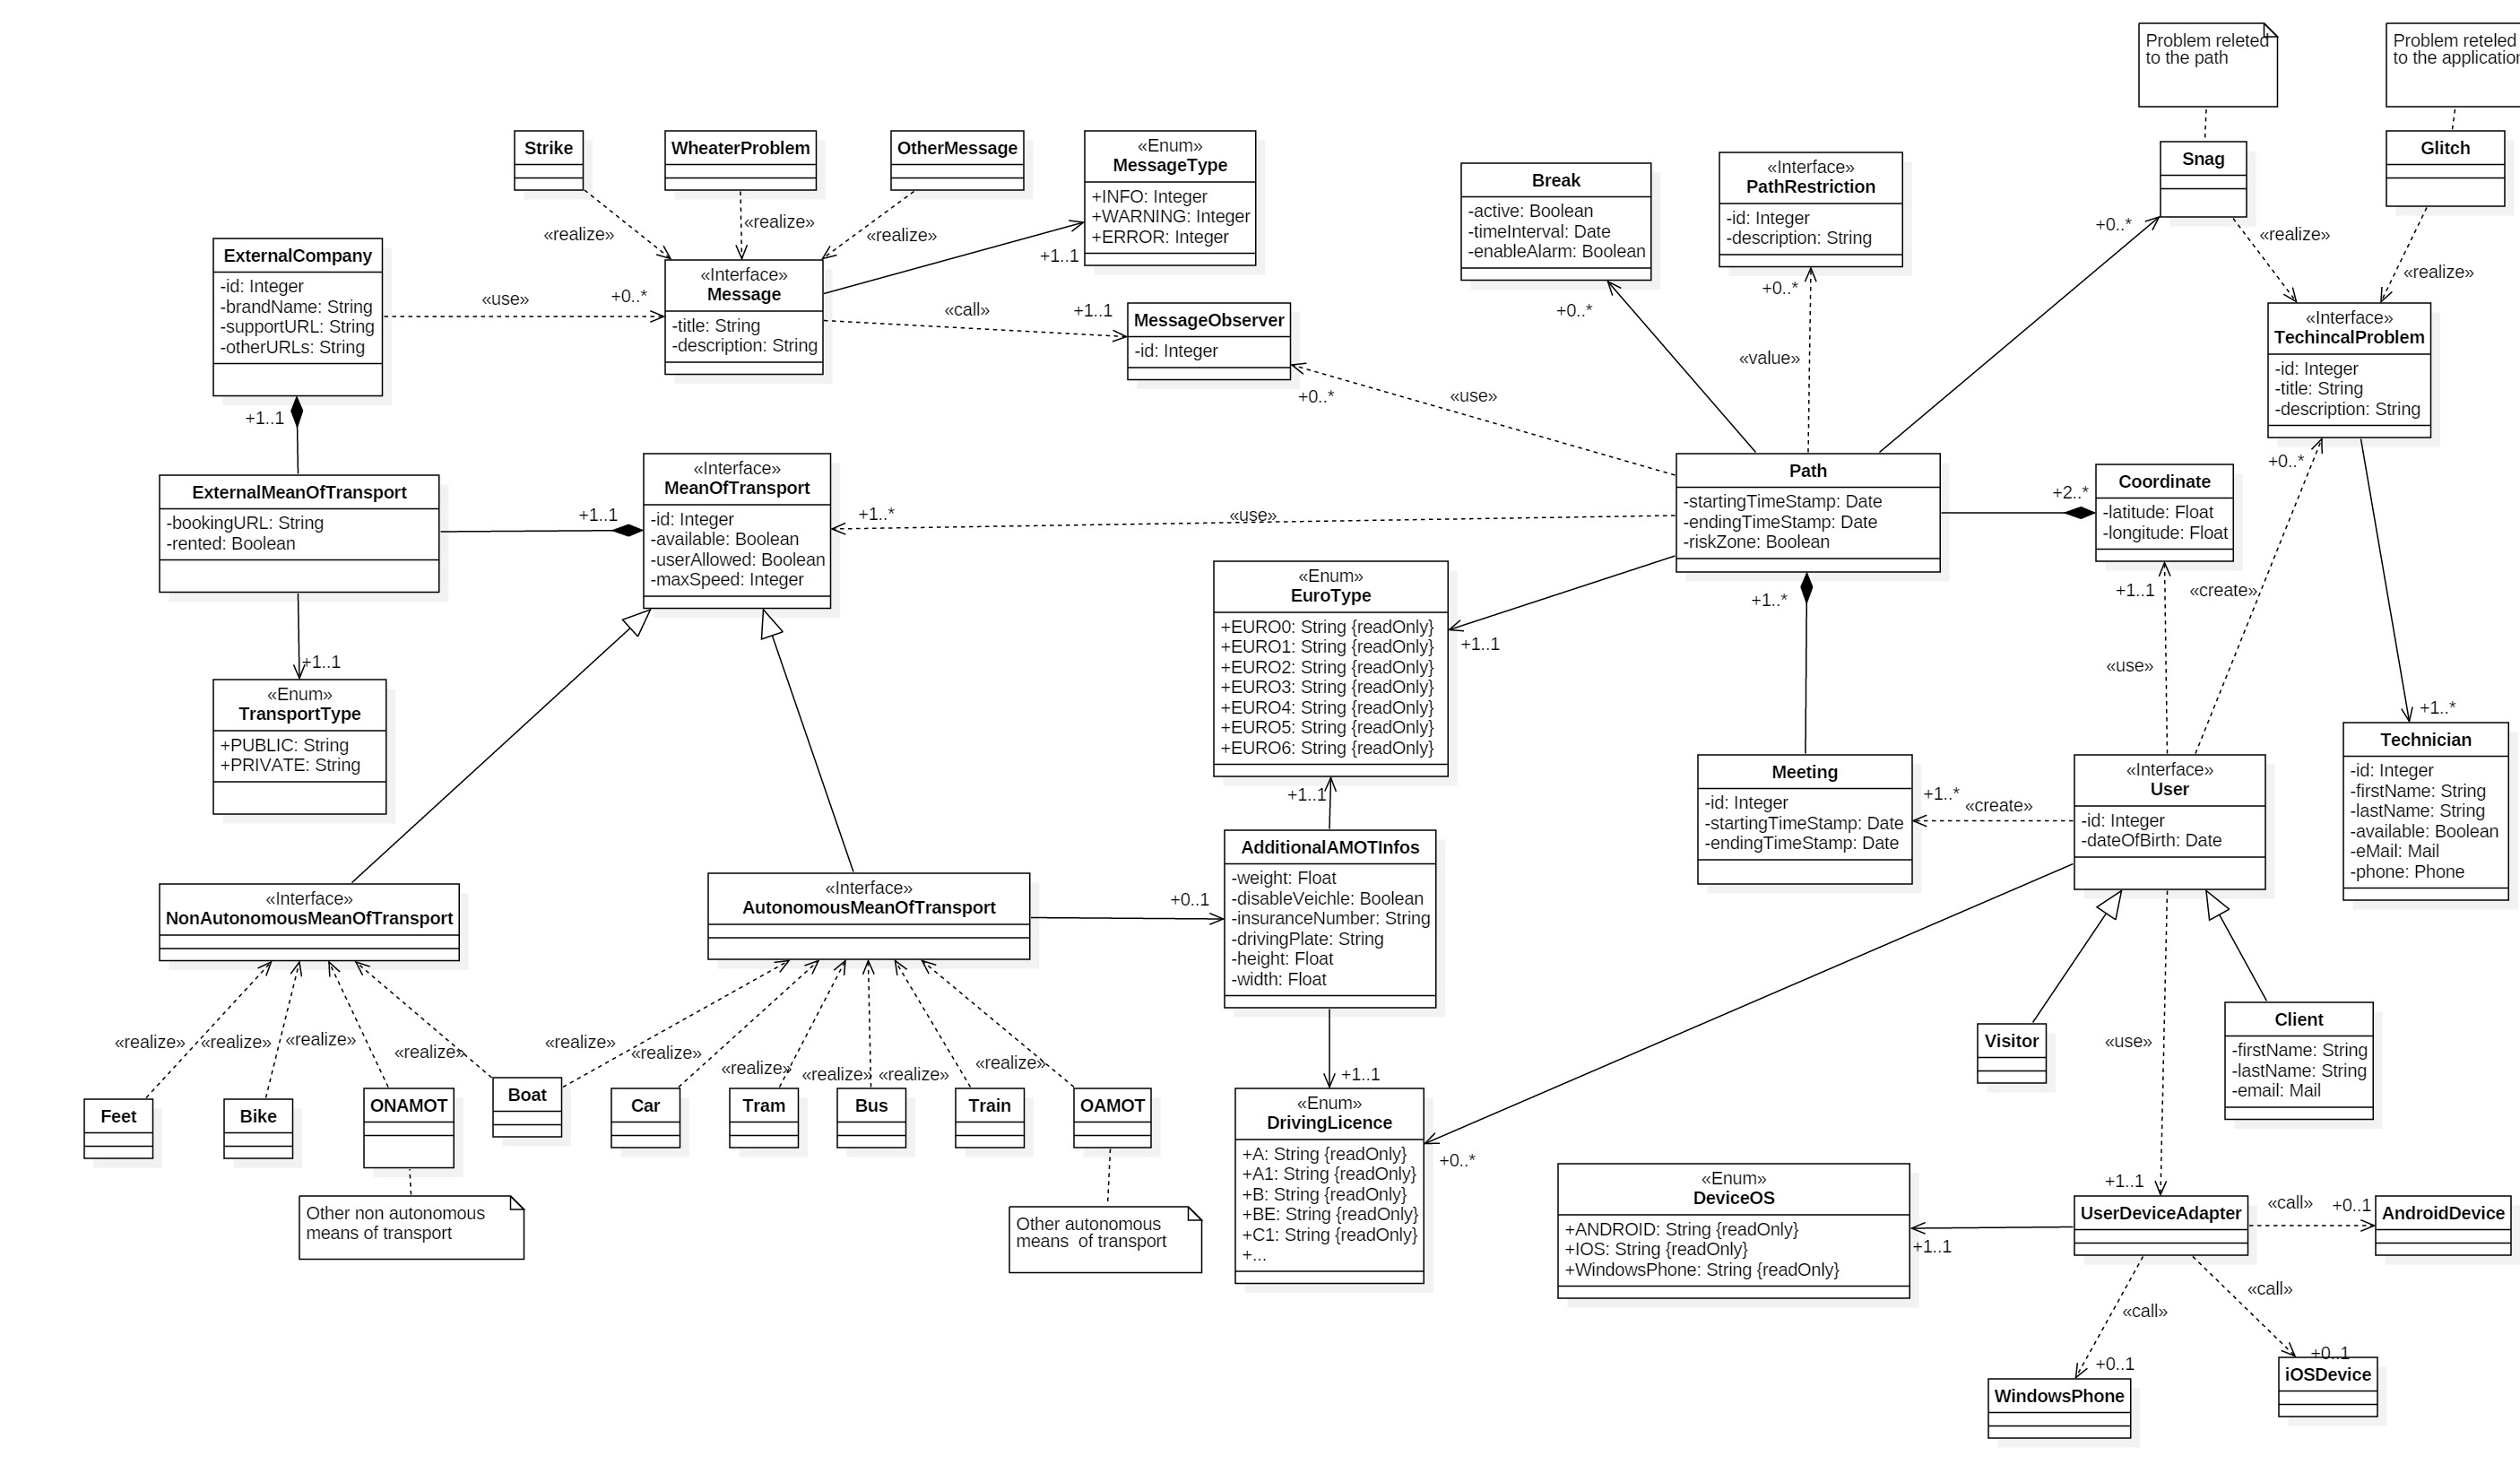 Problem releted
to the path
Problem reteled
to the application
Strike
WheaterProblem
OtherMessage
«Enum»
MessageType
+INFO: Integer
+WARNING: Integer
+ERROR: Integer
Break
-active: Boolean
-timeInterval: Date
-enableAlarm: Boolean
«Interface»
PathRestriction
-id: Integer
-description: String
Snag
Glitch
«realize»
«realize»
«realize»
+1..1
+0..*
«realize»
«realize»
ExternalCompany
-id: Integer
-brandName: String
-supportURL: String
-otherURLs: String
«use»
+0..*
«Interface»
Message
-title: String
-description: String
«call»
+1..1
MessageObserver
-id: Integer
+0..*
«use»
+0..*
+0..*
«value»
«Interface»
TechincalProblem
-id: Integer
-title: String
-description: String
+1..1
ExternalMeanOfTransport
-bookingURL: String
-rented: Boolean
+1..1
«Interface»
MeanOfTransport
-id: Integer
-available: Boolean
-userAllowed: Boolean
-maxSpeed: Integer
+1..*
«use»
Path
-startingTimeStamp: Date
-endingTimeStamp: Date
-riskZone: Boolean
+2..*
Coordinate
-latitude: Float
-longitude: Float
+0..*
+1..1
«Enum»
TransportType
+PUBLIC: String
+PRIVATE: String
«Enum»
EuroType
+EURO0: String {readOnly}
+EURO1: String {readOnly}
+EURO2: String {readOnly}
+EURO3: String {readOnly}
+EURO4: String {readOnly}
+EURO5: String {readOnly}
+EURO6: String {readOnly}
+1..1
+1..*
+1..1
«create»
«use»
+1..*
Technician
-id: Integer
-firstName: String
-lastName: String
-available: Boolean
-eMail: Mail
-phone: Phone
Meeting
-id: Integer
-startingTimeStamp: Date
-endingTimeStamp: Date
+1..*
«create»
«Interface»
User
-id: Integer
-dateOfBirth: Date
+1..1
AdditionalAMOTInfos
-weight: Float
-disableVeichle: Boolean
-insuranceNumber: String
-drivingPlate: String
-height: Float
-width: Float
«Interface»
NonAutonomousMeanOfTransport
«Interface»
AutonomousMeanOfTransport
+0..1
«realize»
«realize»
«realize»
«realize»
«realize»
«realize»
«realize»
«realize»
«realize»
«realize»
Feet
Bike
ONAMOT
Boat
Car
Tram
Bus
Train
OAMOT
+1..1
Other non autonomous
means of transport
Other autonomous
means  of transport
«Enum»
DrivingLicence
+A: String {readOnly}
+A1: String {readOnly}
+B: String {readOnly}
+BE: String {readOnly}
+C1: String {readOnly}
+...
+0..*
Visitor
«use»
Client
-firstName: String
-lastName: String
-email: Mail
«Enum»
DeviceOS
+ANDROID: String {readOnly}
+IOS: String {readOnly}
+WindowsPhone: String {readOnly}
+1..1
+1..1
UserDeviceAdapter
«call»
+0..1
AndroidDevice
«call»
«call»
+0..1
+0..1
WindowsPhone
iOSDevice